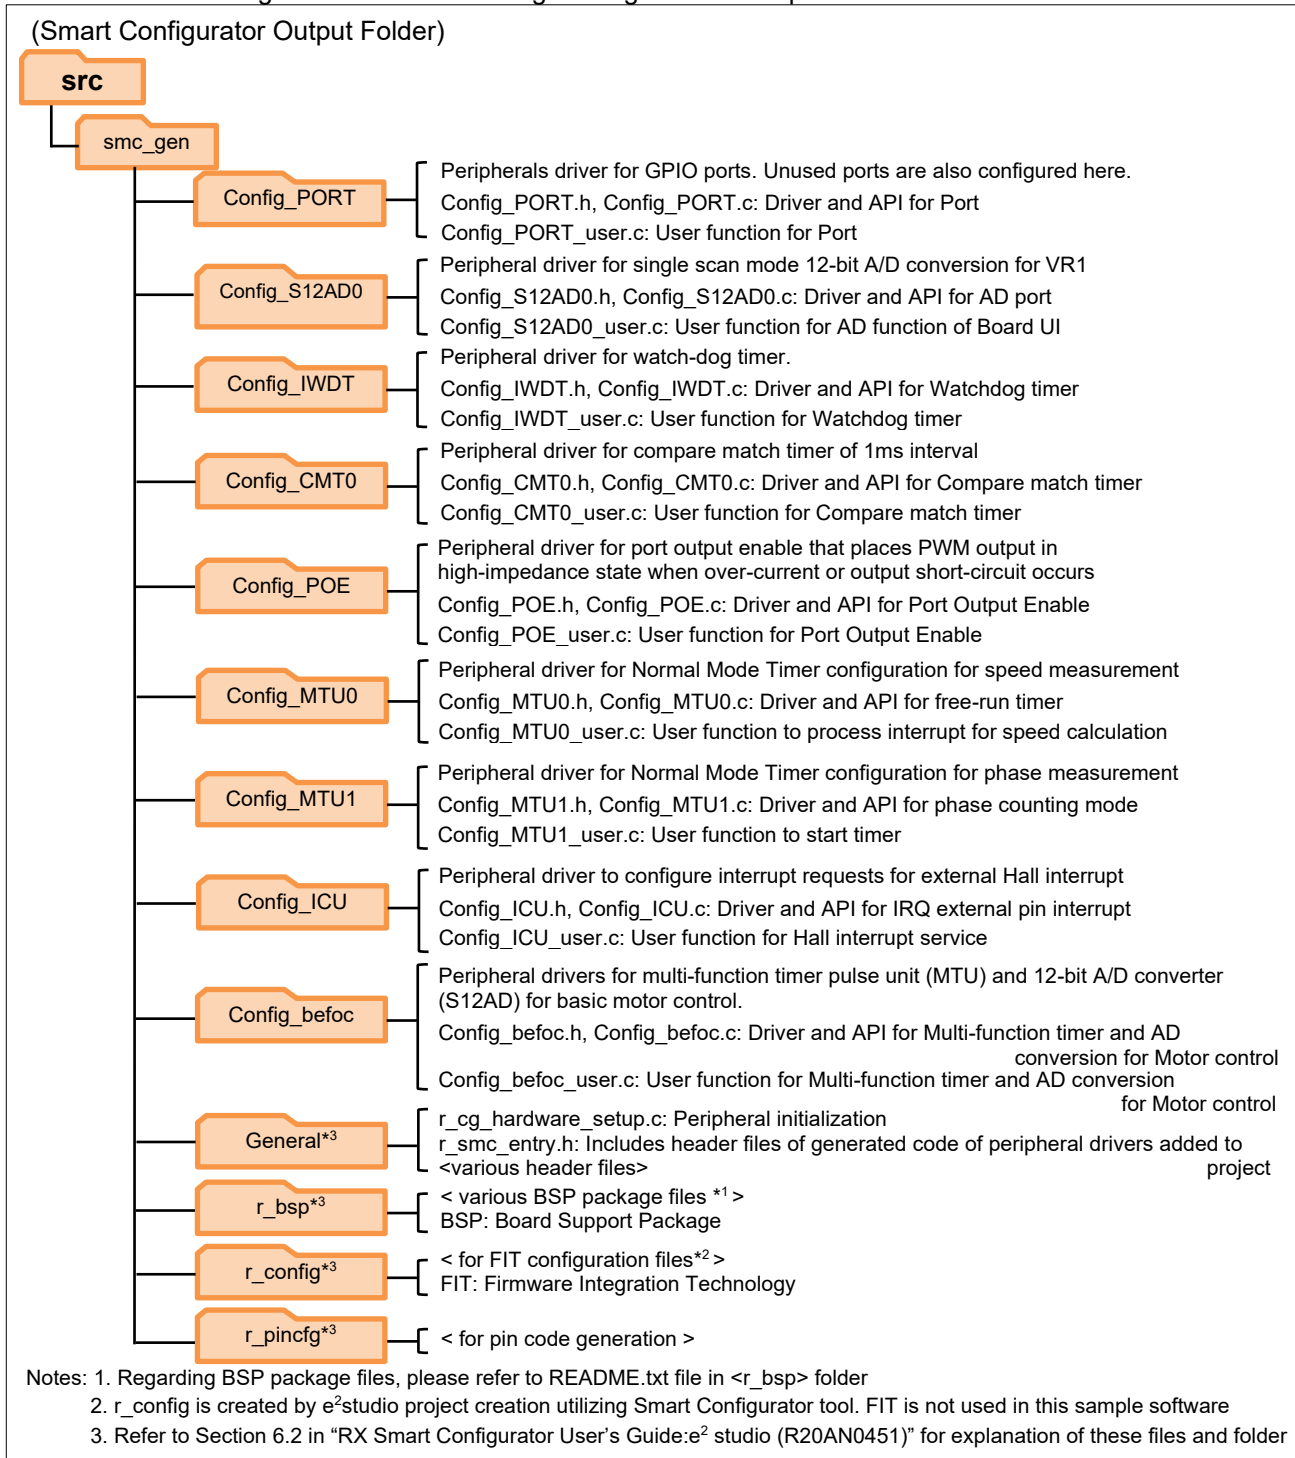 (Smart Configurator Output Folder)
src
smc_gen
Config_PORT
Peripherals driver for GPIO ports. Unused ports are also configured here.
Config_PORT.h, Config_PORT.c: Driver and API for Port
Config_PORT_user.c: User function for Port
Config_S12AD0
Peripheral driver for single scan mode 12-bit A/D conversion for VR1
Config_S12AD0.h, Config_S12AD0.c: Driver and API for AD port
Config_S12AD0_user.c: User function for AD function of Board UI
Config_IWDT
Peripheral driver for watch-dog timer.
Config_IWDT.h, Config_IWDT.c: Driver and API for Watchdog timer
Config_IWDT_user.c: User function for Watchdog timer
Config_CMT0
Peripheral driver for compare match timer of 1ms interval
Config_CMT0.h, Config_CMT0.c: Driver and API for Compare match timer
Config_CMT0_user.c: User function for Compare match timer
Config_POE
Peripheral driver for port output enable that places PWM output in
high-impedance state when over-current or output short-circuit occurs
Config_POE.h, Config_POE.c: Driver and API for Port Output Enable
Config_POE_user.c: User function for Port Output Enable
Config_MTU0
Peripheral driver for Normal Mode Timer configuration for speed measurement
Config_MTU0.h, Config_MTU0.c: Driver and API for free-run timer
Config_MTU0_user.c: User function to process interrupt for speed calculation
Config_MTU1
Peripheral driver for Normal Mode Timer configuration for phase measurement
Config_MTU1.h, Config_MTU1.c: Driver and API for phase counting mode
Config_MTU1_user.c: User function to start timer
Config_ICU
Peripheral driver to configure interrupt requests for external Hall interrupt
Config_ICU.h, Config_ICU.c: Driver and API for IRQ external pin interrupt
Config_ICU_user.c: User function for Hall interrupt service
Config_befoc
Peripheral drivers for multi-function timer pulse unit (MTU) and 12-bit A/D converter
(S12AD) for basic motor control.
Config_befoc.h, Config_befoc.c: Driver and API for Multi-function timer and AD
conversion for Motor control
Config_befoc_user.c: User function for Multi-function timer and AD conversion
for Motor control
General*3
r_cg_hardware_setup.c: Peripheral initialization
r_smc_entry.h: Includes header files of generated code of peripheral drivers added to
project
<various header files>
r_bsp*3
< various BSP package files *1 >
BSP: Board Support Package
r_config*3
< for FIT configuration files*2 >
FIT: Firmware Integration Technology
r_pincfg*3
< for pin code generation >
Notes: 1. Regarding BSP package files, please refer to README.txt file in <r_bsp> folder
2. r_config is created by e2studio project creation utilizing Smart Configurator tool. FIT is not used in this sample software
3. Refer to Section 6.2 in “RX Smart Configurator User’s Guide:e2 studio (R20AN0451)” for explanation of these files and folder